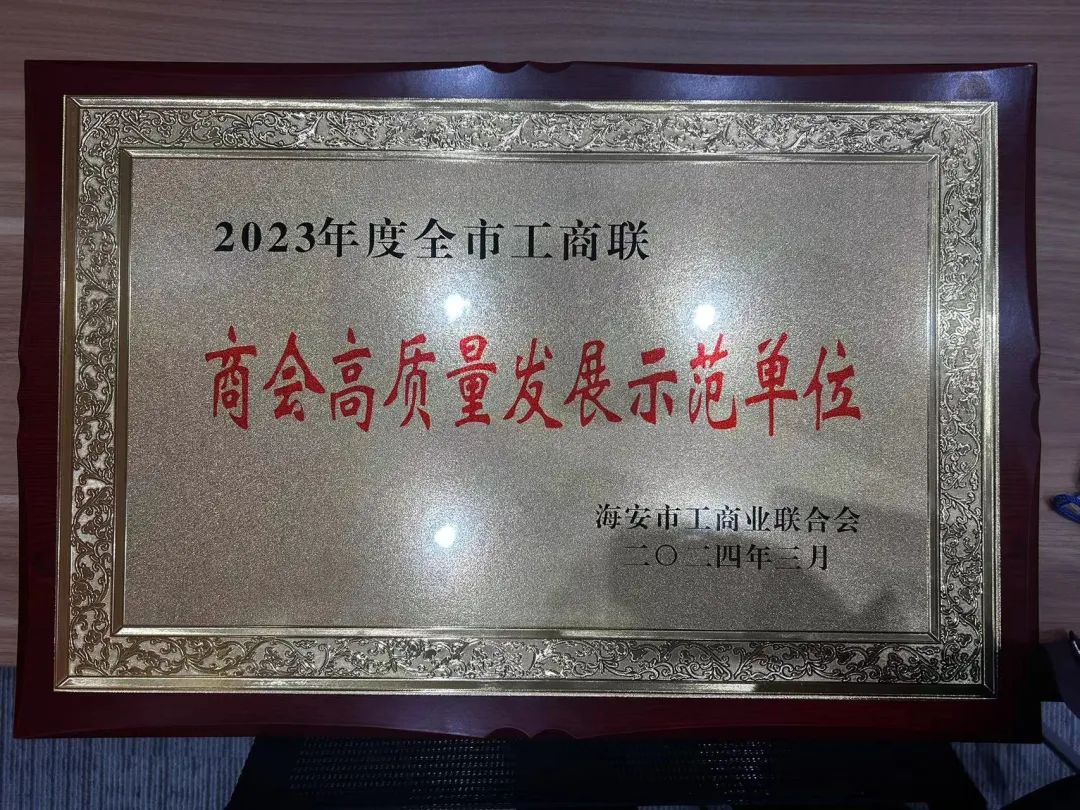 2023年度全市工商联
商会高质量发展示范单位
海安市工商业联合会
二〇二四年三月